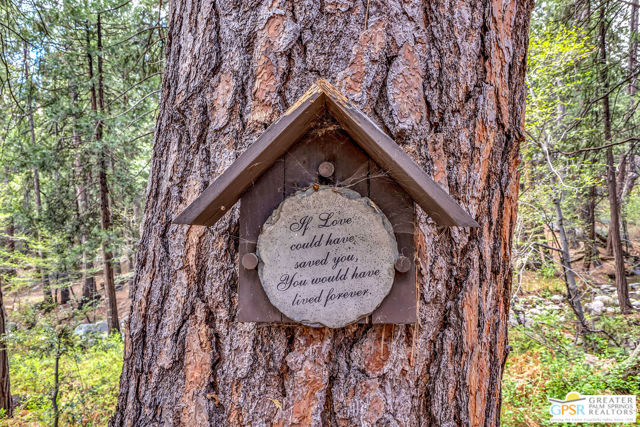 If Love
could have
saved you,
You would have
lived forever.
GREATER
PALM SPRINGS
REALTORS®
GPSR